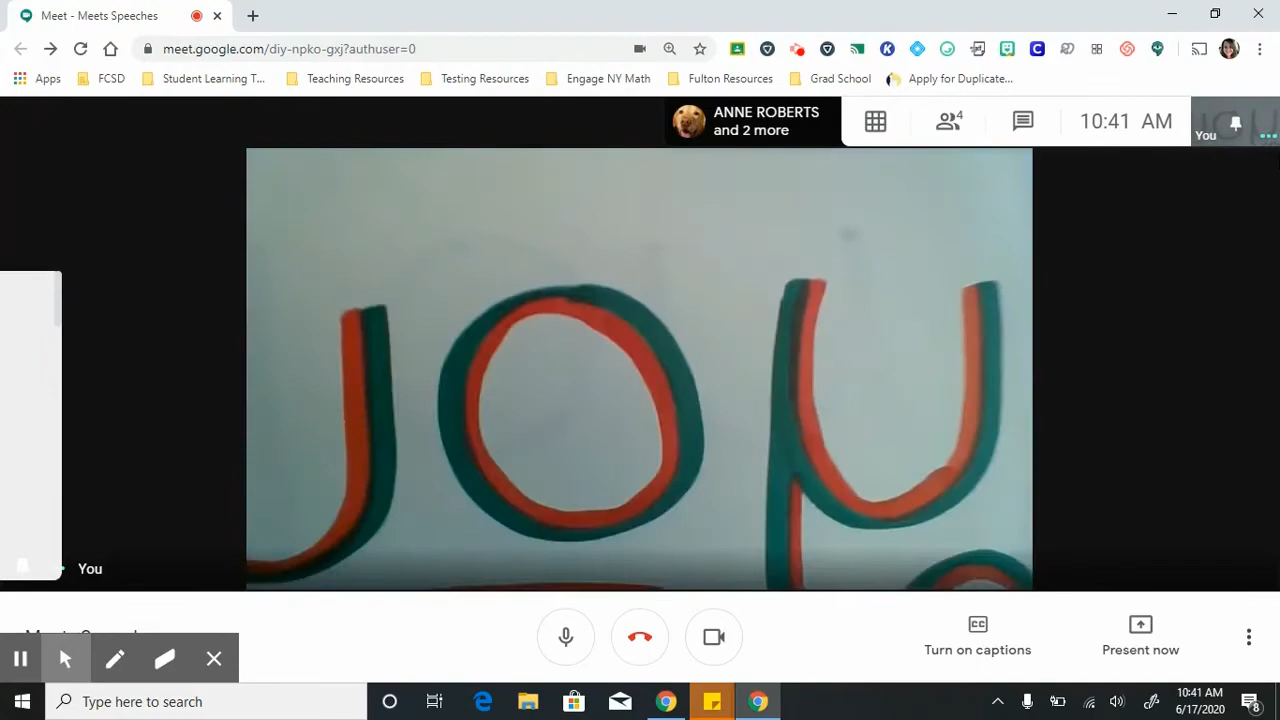 Meet - Meets Speeches
meet.google.com/diy-npko-gxj?authuser=0
Apps FCSD Student Learning T... Teaching Resources Testing Resources Engage NY Math Fulton Resources Grad School Apply for Duplicate...
ANNE ROBERTS
and 2 more
4
10:41 AM
You
You
Turn on captions
Present now
Type here to search
10:41 AM
6/17/2020
8